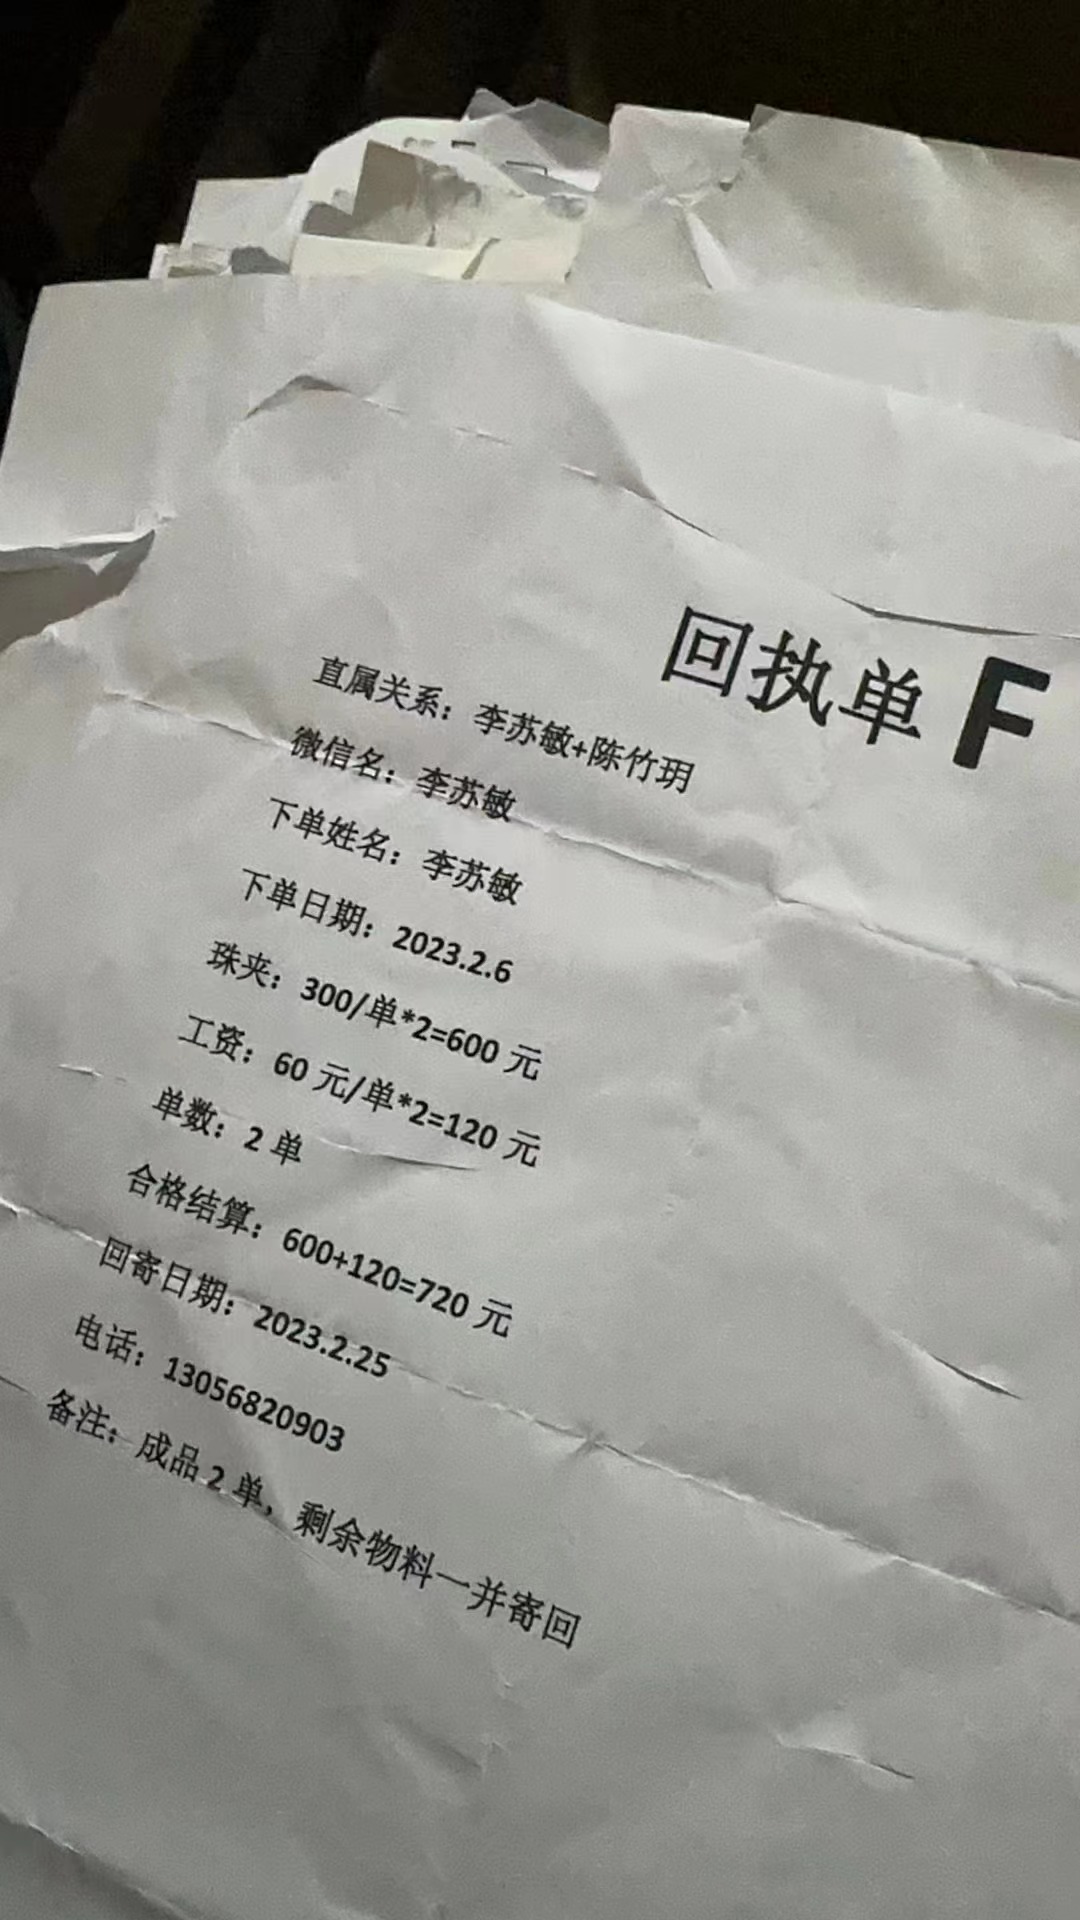 回执单 F
直属关系：李苏敏+陈竹玥
微信名：李苏敏
下单姓名：李苏敏
下单日期：2023.2.6
珠夹：300/单*2=600 元
工资：60 元/单*2=120 元
单数：2 单
合格结算：600+120=720 元
回寄日期：2023.2.25
电话：13056820903
备注：成品 2 单，剩余物料一并寄回